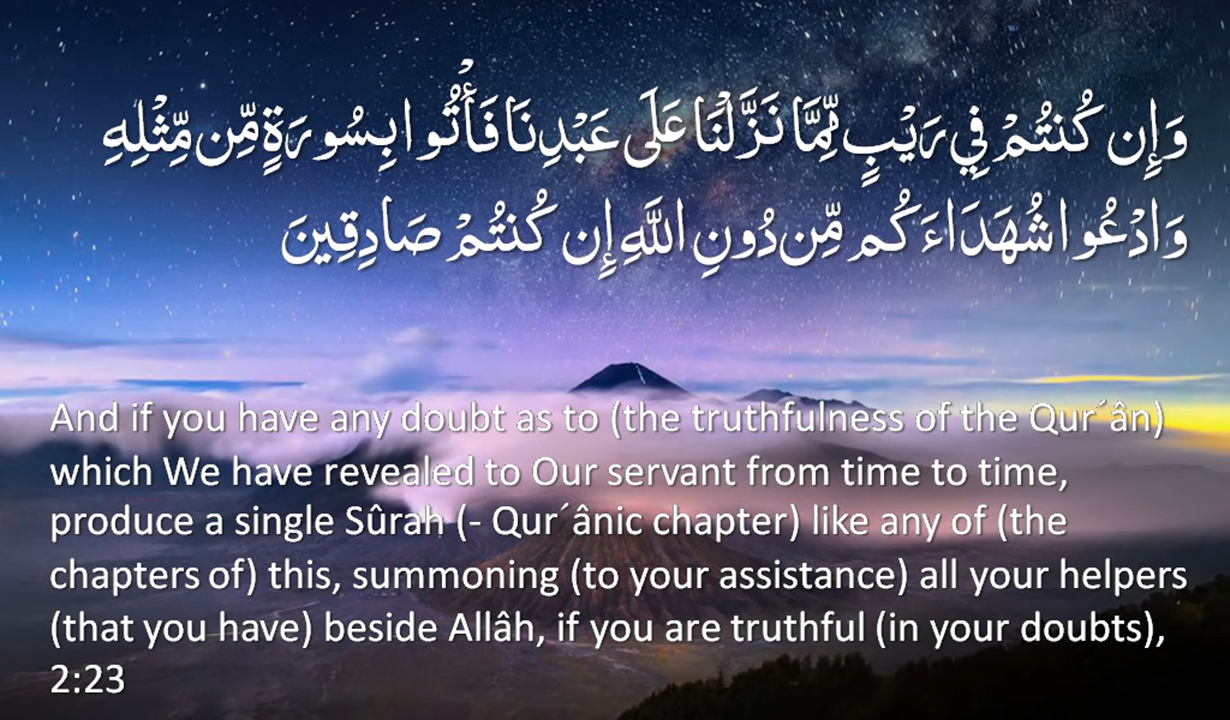 وَإِن كُنتُمْ فِي رَيْبٍ مِّمَّا نَزَّلْنَا عَلَى عَبْدِنَا فَأْتُوا بِسُورَةٍ مِّن مِّثْلِهِ
وَادْعُوا شُهَدَاءَكُم مِّن دُونِ اللَّهِ إِن كُنتُمْ صَادِقِينَ
And if you have any doubt as to (the truthfulness of the Qur´ân)
which We have revealed to Our servant from time to time,
produce a single Sûrah (- Qur´ânic chapter) like any of (the
chapters of) this, summoning (to your assistance) all your helpers
(that you have) beside Allâh, if you are truthful (in your doubts),
2:23